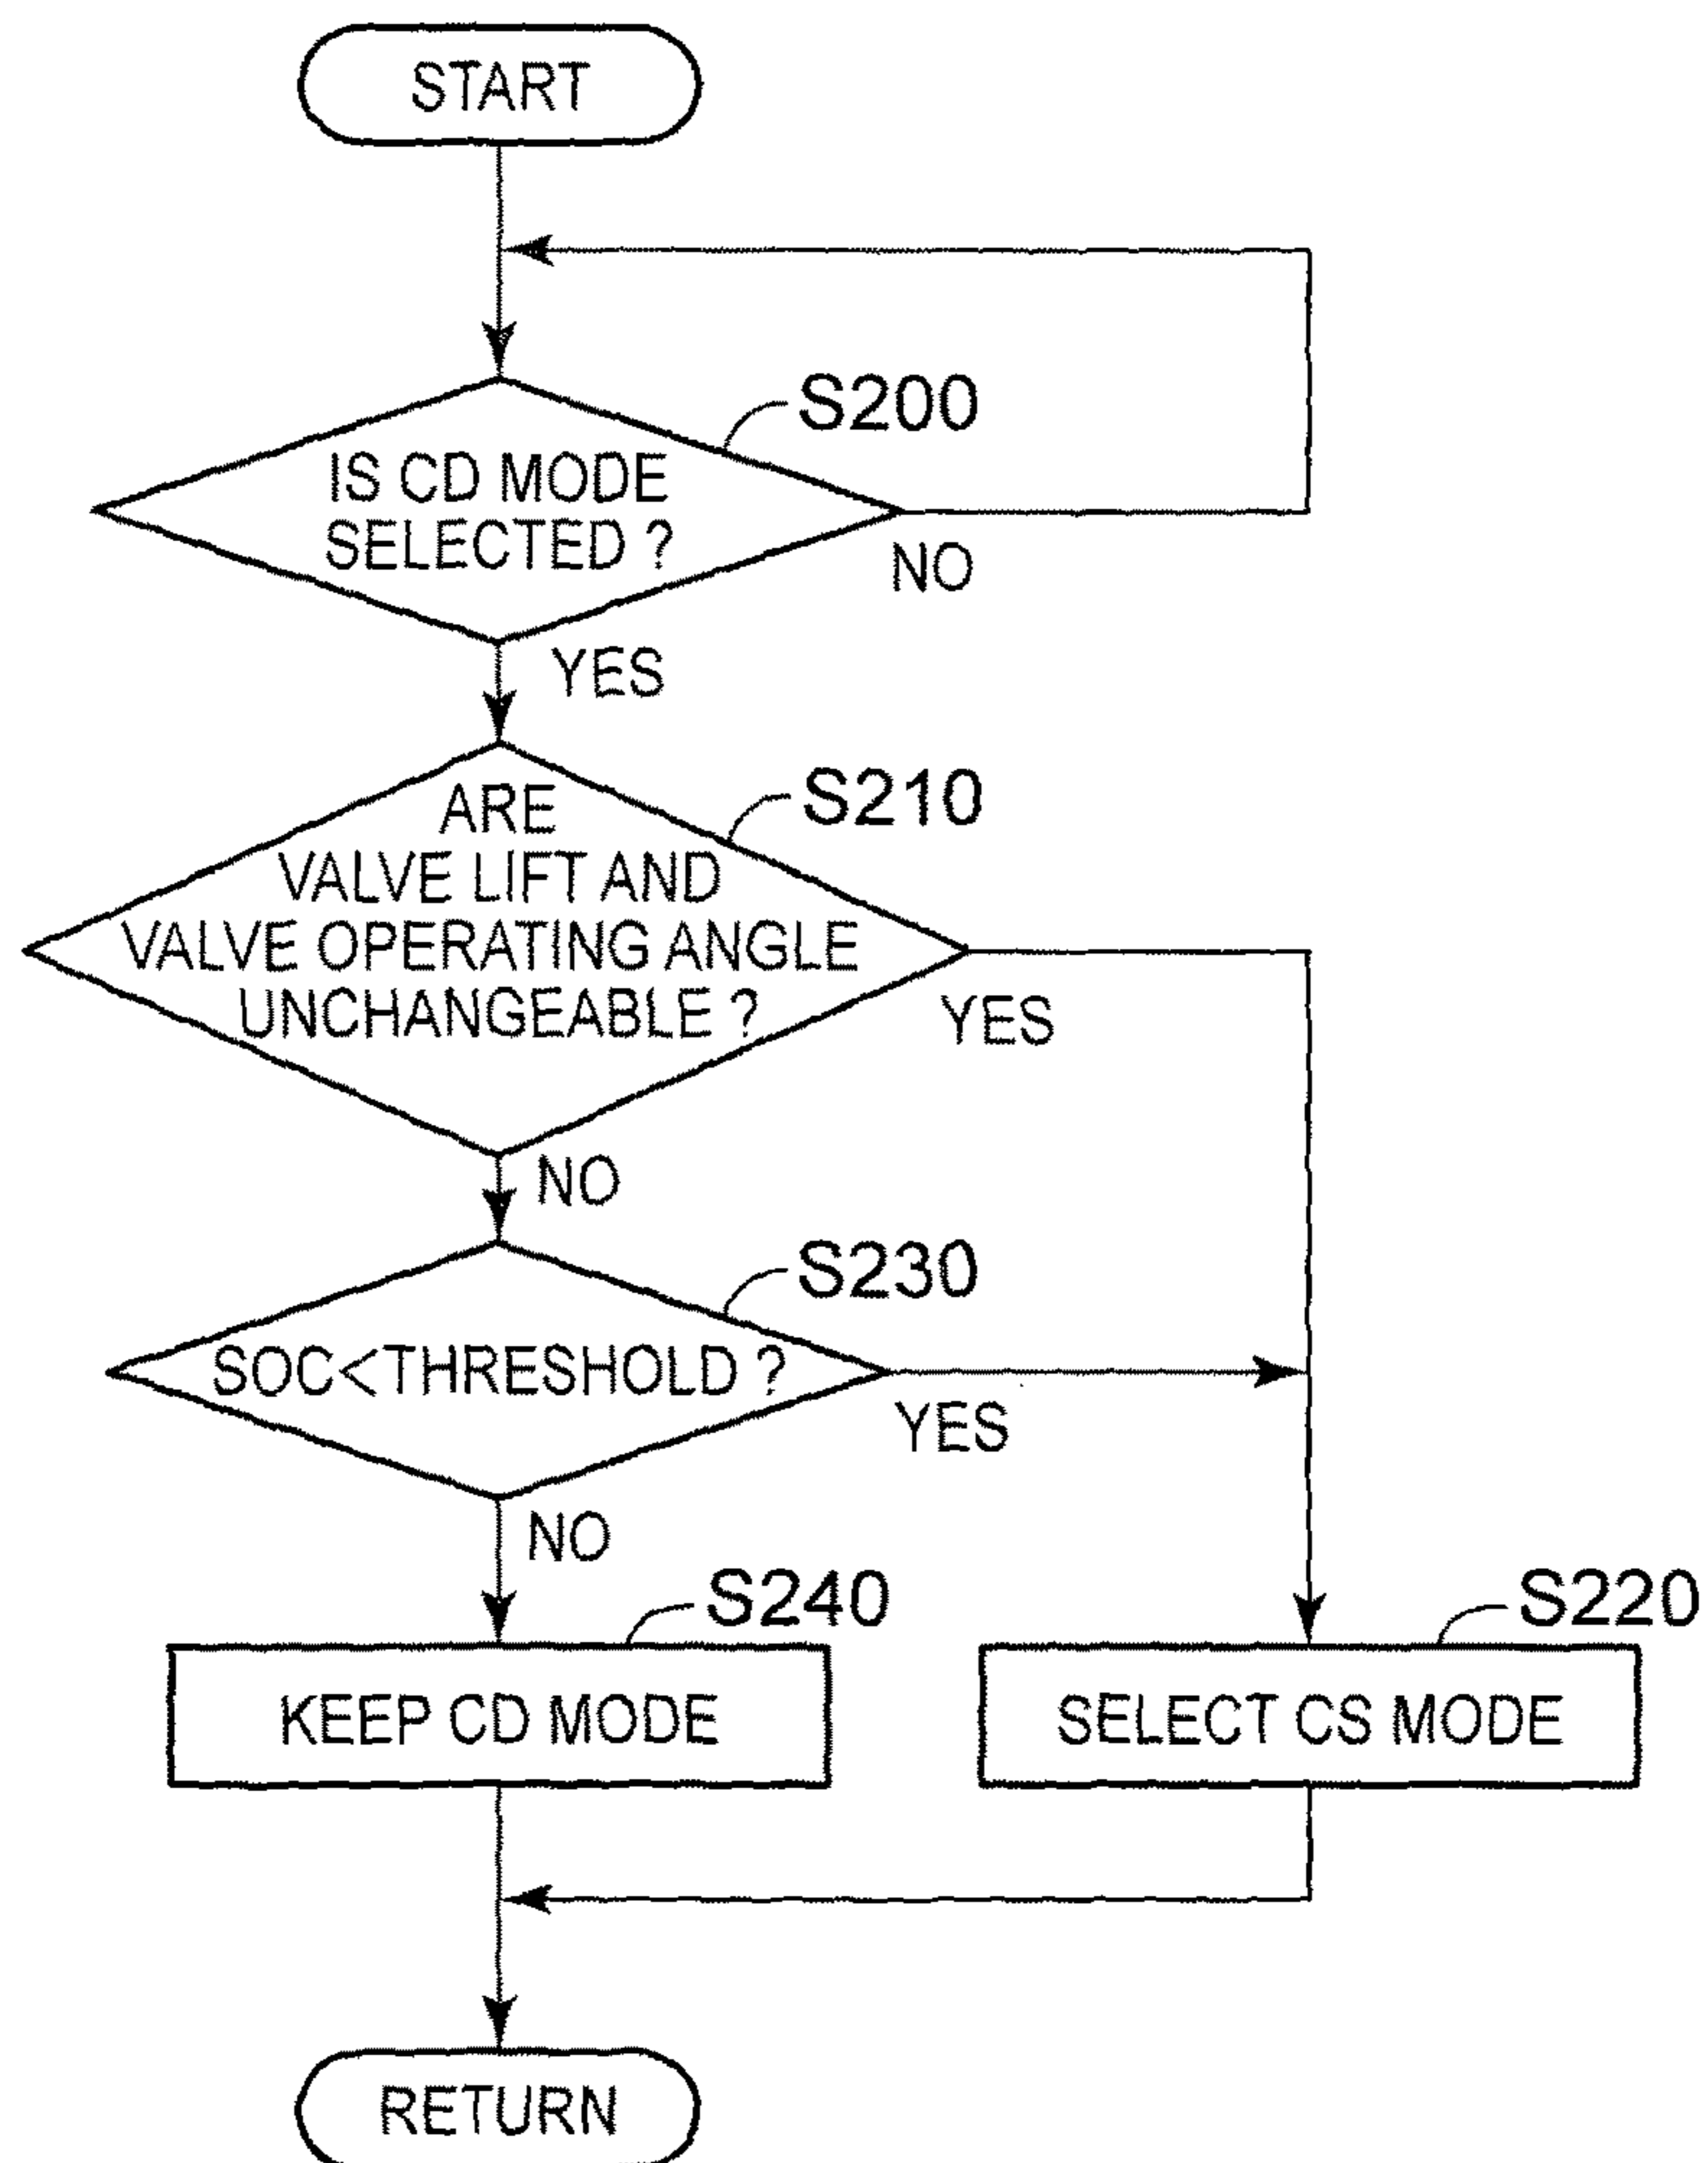 START
S200
IS CD MODE
SELECTED ?
NO
YES
S210
ARE
VALVE LIFT AND
VALVE OPERATING ANGLE
UNCHANGEABLE ?
YES
NO
S230
SOC<THRESHOLD ?
YES
NO
S240
S220
KEEP CD MODE
SELECT CS MODE
RETURN